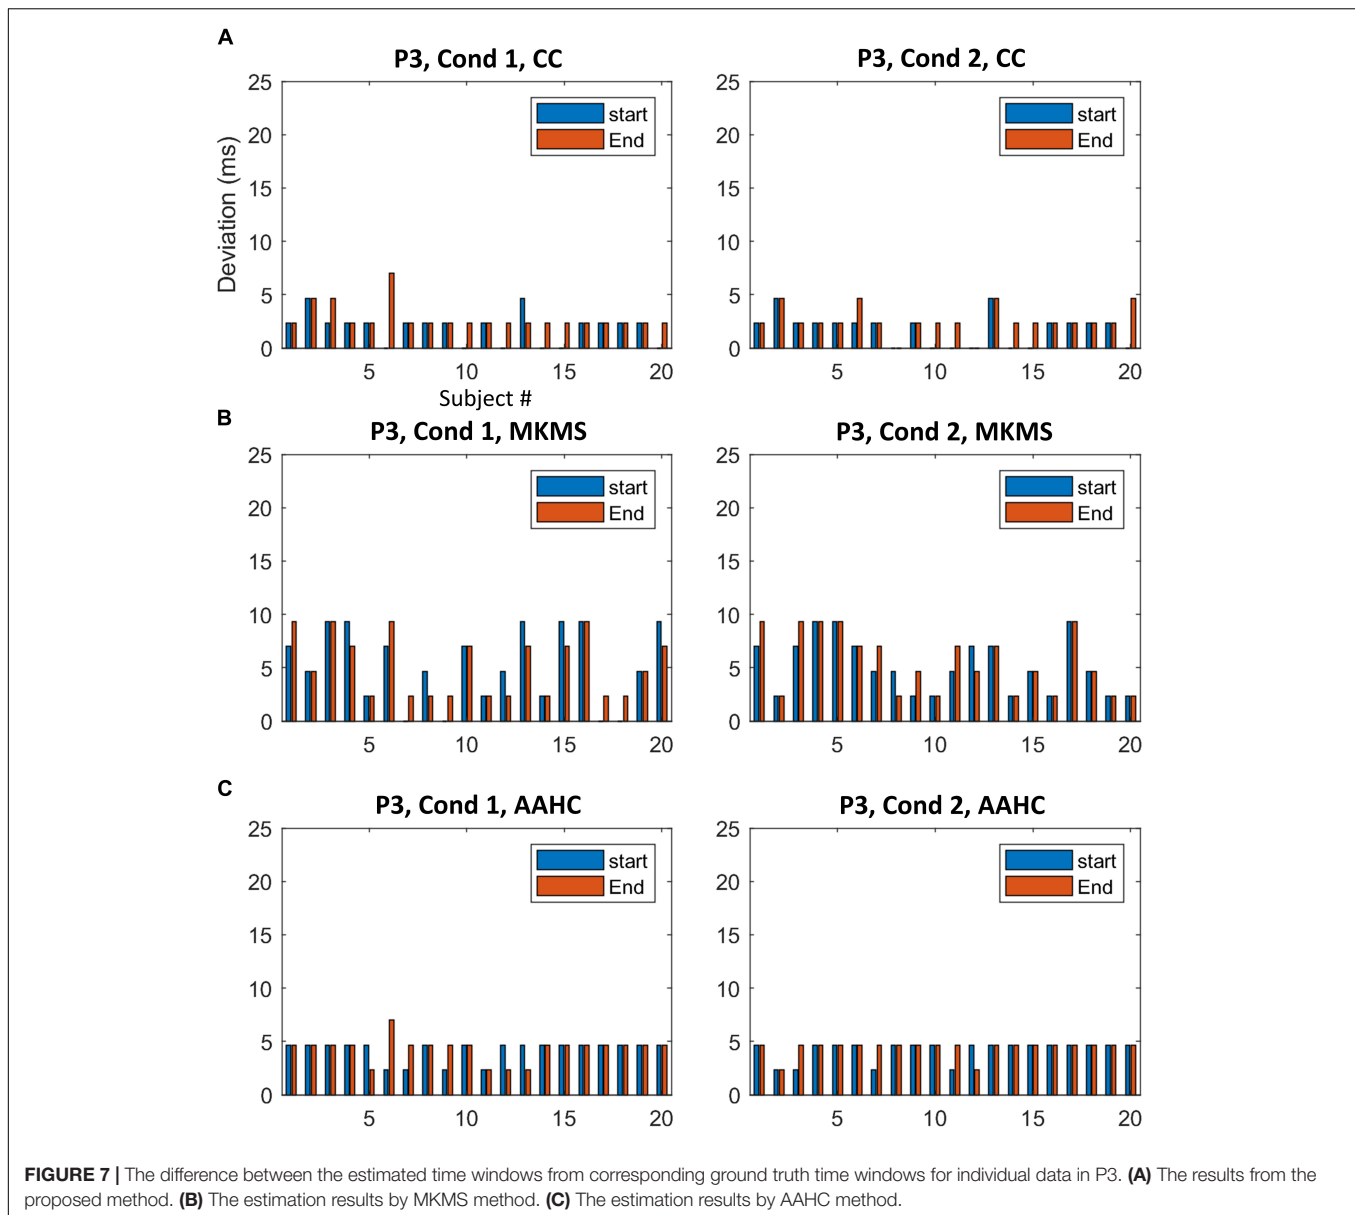 A
P3, Cond 1, CC
25
20
15
10
5
0
Deviation (ms)
start
End
5
10
15
20
Subject #
P3, Cond 2, CC
25
20
15
10
5
0
start
End
5
10
15
20
B
P3, Cond 1, MKMS
25
20
15
10
5
0
start
End
5
10
15
20
P3, Cond 2, MKMS
25
20
15
10
5
0
start
End
5
10
15
20
C
P3, Cond 1, AAHC
25
20
15
10
5
0
start
End
5
10
15
20
P3, Cond 2, AAHC
25
20
15
10
5
0
start
End
5
10
15
20
FIGURE 7 | The difference between the estimated time windows from corresponding ground truth time windows for individual data in P3. (A) The results from the
proposed method. (B) The estimation results by MKMS method. (C) The estimation results by AAHC method.